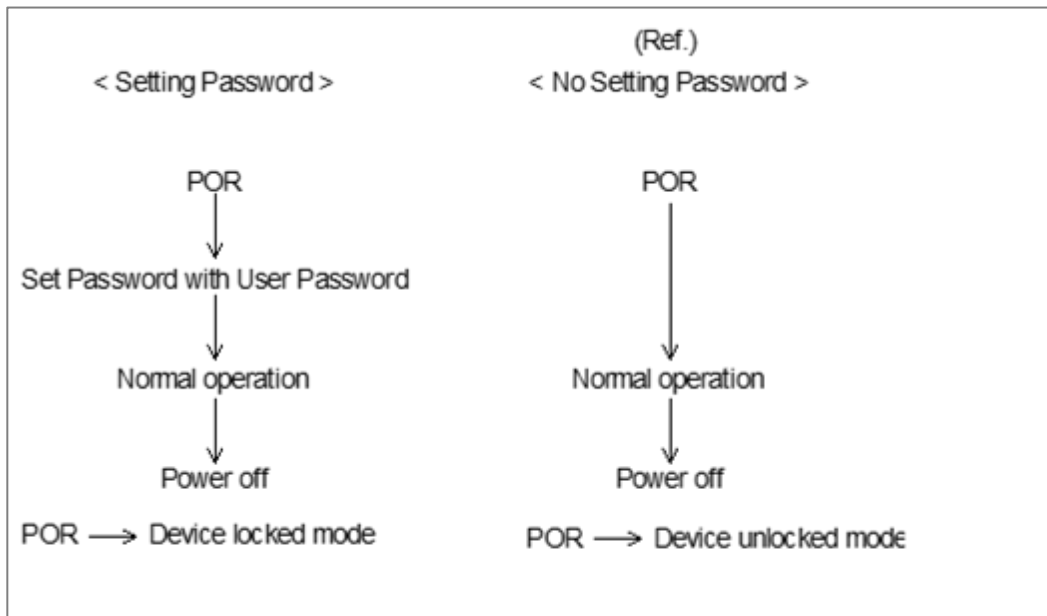 (Ref.)
< Setting Password >
< No Setting Password >
POR
POR
Set Password with User Password
Normal operation
Normal operation
Power off
Power off
POR → Device locked mode
POR → Device unlocked mode